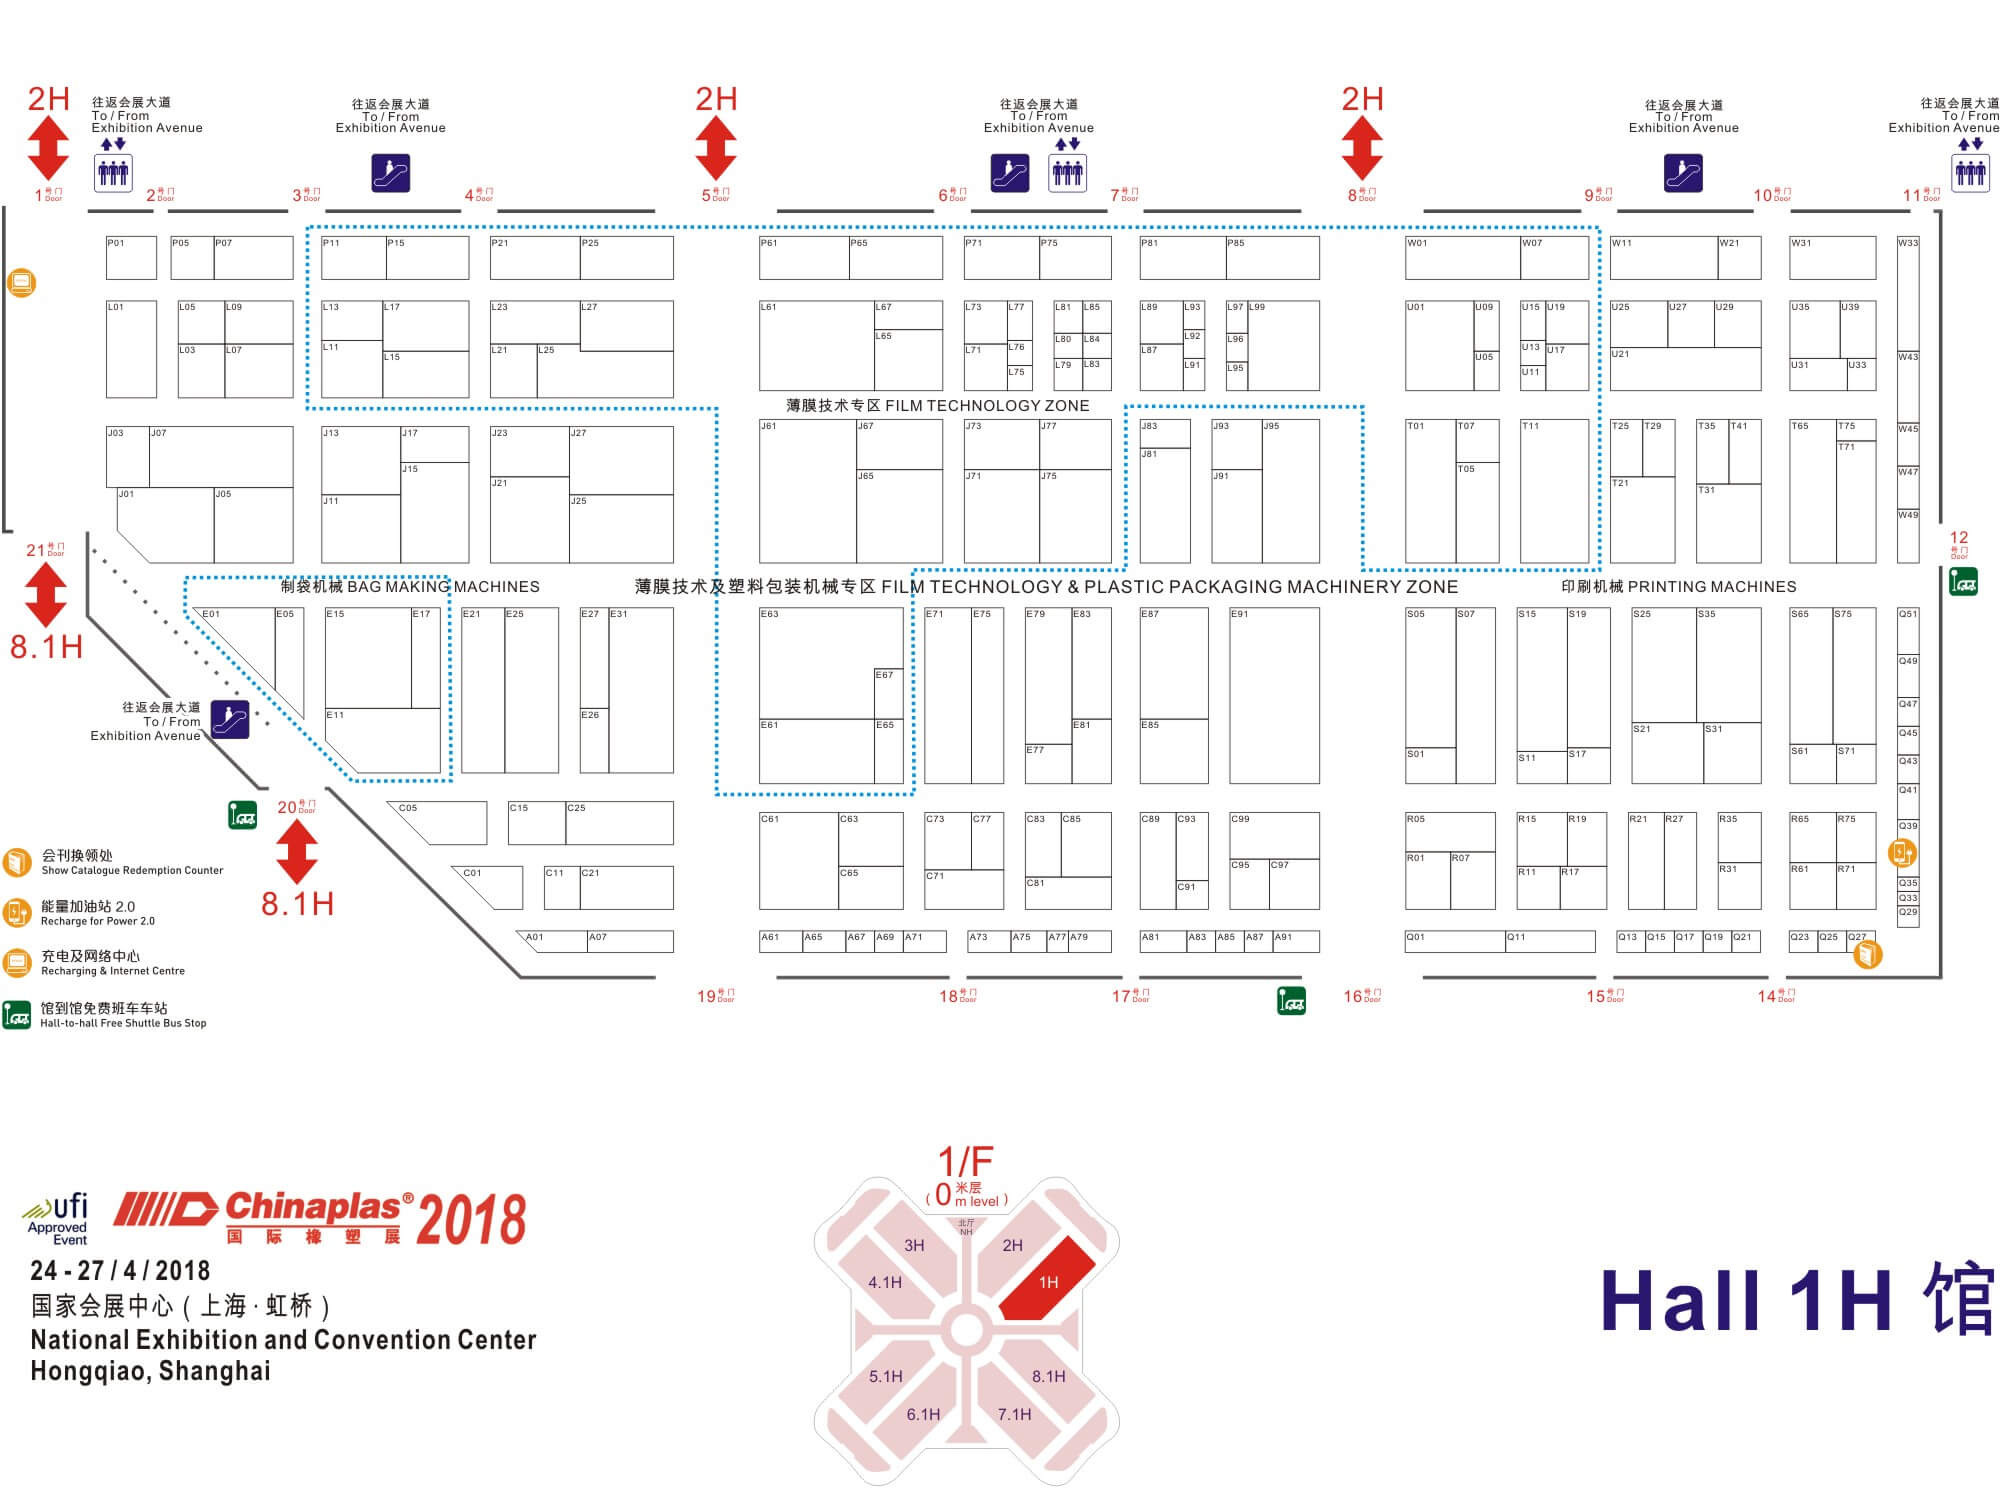 2H
往返会展大道
To / From
Exhibition Avenue
往返会展大道
To / From
Exhibition Avenue
2H
往返会展大道
To / From
Exhibition Avenue
2H
往返会展大道
To / From
Exhibition Avenue
往返会展大道
To / From
Exhibition Avenue
1 号门 Door
2 号门 Door
3 号门 Door
4 号门 Door
5 号门 Door
6 号门 Door
7 号门 Door
8 号门 Door
9 号门 Door
10 号门 Door
11 号门 Door
P01 P05 P07 P11 P15 P21 P25 P61 P65 P71 P75 P81 P85 W01 W07 W11 W21 W31 W33
L01 L05 L09 L13 L17 L23 L27 L61 L67 L73 L77 L81 L85 L89 L93 L97 L99 U01 U09 U15 U19 U25 U27 U29 U35 U39
L65 L80 L84 L92 L96
L03 L07 L11 L15 L21 L25 L71 L76 L87 U05 U13 U17 U21 W43
L75 L79 L83 L91 L95 U11 U31 U33
薄膜技术专区 FILM TECHNOLOGY ZONE
J03 J07 J13 J17 J23 J27 J61 J67 J73 J77 J83 J93 J95 T01 T07 T11 T25 T29 T35 T41 T65 T75 W45
J81 T71
J15 J21 J65 J71 J75 J91 T05 T21 T31 W47
J01 J05 J11 J25 W49
21 号门 Door
8.1H
12
号门
Door
制袋机械 BAG MAKING MACHINES
薄膜技术及塑料包装机械专区 FILM TECHNOLOGY & PLASTIC PACKAGING MACHINERY ZONE
印刷机械 PRINTING MACHINES
E01 E05 E15 E17 E21 E25 E27 E31 E63 E71 E75 E79 E83 E87 E91 S05 S07 S15 S19 S25 S35 S65 S75 Q51
E67 Q49
E11 E26 E61 E65 E81 E85 S21 S31 Q47
E77 S01 S11 S17 S61 S71 Q45
Q43
Q41
往返会展大道
To / From
Exhibition Avenue
20 号门 Door
8.1H
C05 C15 C25 C61 C63 C73 C77 C83 C85 C89 C93 C99 R05 R15 R19 R21 R27 R35 R65 R75 Q39
C01 C11 C21 C65 C71 C81 C91 C95 C97 R01 R07 R11 R17 R31 R61 R71 Q35
Q33
Q29
A01 A07 A61 A65 A67 A69 A71 A73 A75 A77 A79 A81 A83 A85 A87 A91 Q01 Q11 Q13 Q15 Q17 Q19 Q21 Q23 Q25 Q27
19 号门 Door
18 号门 Door
17 号门 Door
16 号门 Door
15 号门 Door
14 号门 Door
会刊换领处
Show Catalogue Redemption Counter
能量加油站 2.0
Recharge for Power 2.0
充电及网络中心
Recharging & Internet Centre
馆到馆免费班车车站
Hall-to-hall Free Shuttle Bus Stop
ufi
Approved
Event
Chinaplas® 2018
国际橡塑展
24 - 27 / 4 / 2018
国家会展中心 ( 上海 · 虹桥 )
National Exhibition and Convention Center
Hongqiao, Shanghai
1/F
( 0 米层 m level )
北厅
NH
3H
2H
4.1H
1H
5.1H
8.1H
6.1H
7.1H
Hall 1H 馆